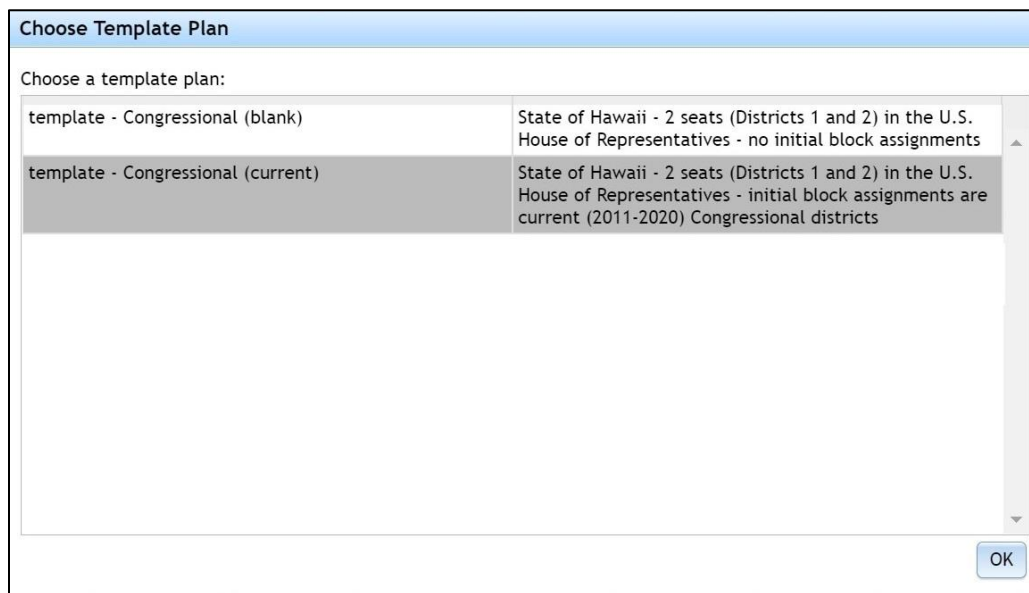 Choose Template Plan
Choose a template plan:
template - Congressional (blank)
State of Hawaii - 2 seats (Districts 1 and 2) in the U.S.
House of Representatives - no initial block assignments
template - Congressional (current)
State of Hawaii - 2 seats (Districts 1 and 2) in the U.S.
House of Representatives - initial block assignments are
current (2011-2020) Congressional districts
OK